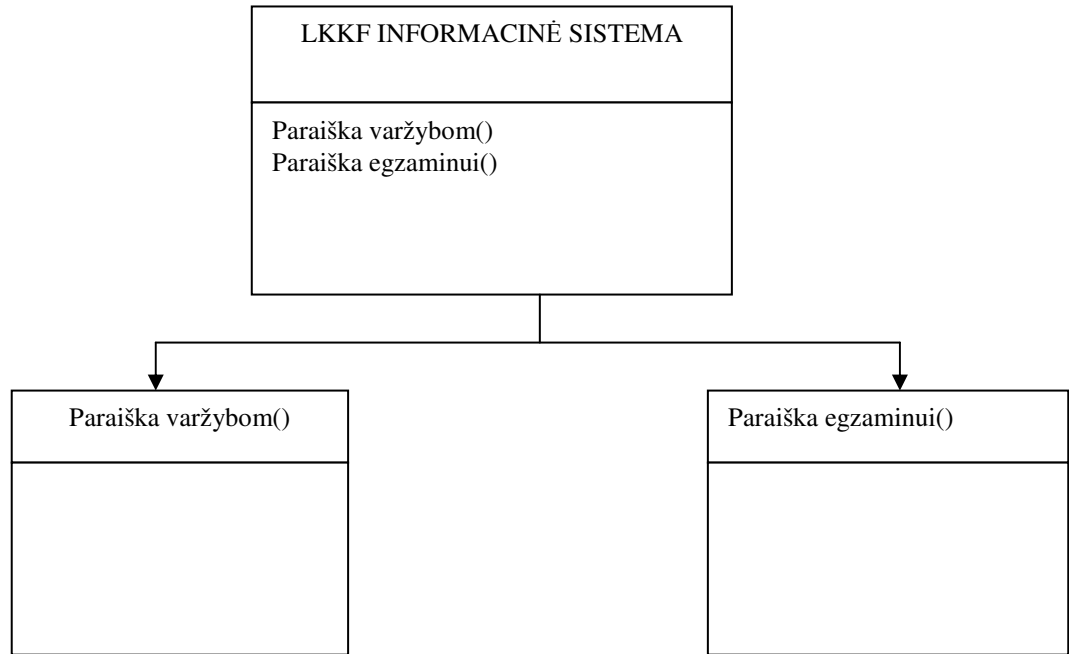 LKKF INFORMACINĖ SISTEMA
Paraiška varžybom()
Paraiška egzaminui()
Paraiška varžybom()
Paraiška egzaminui()